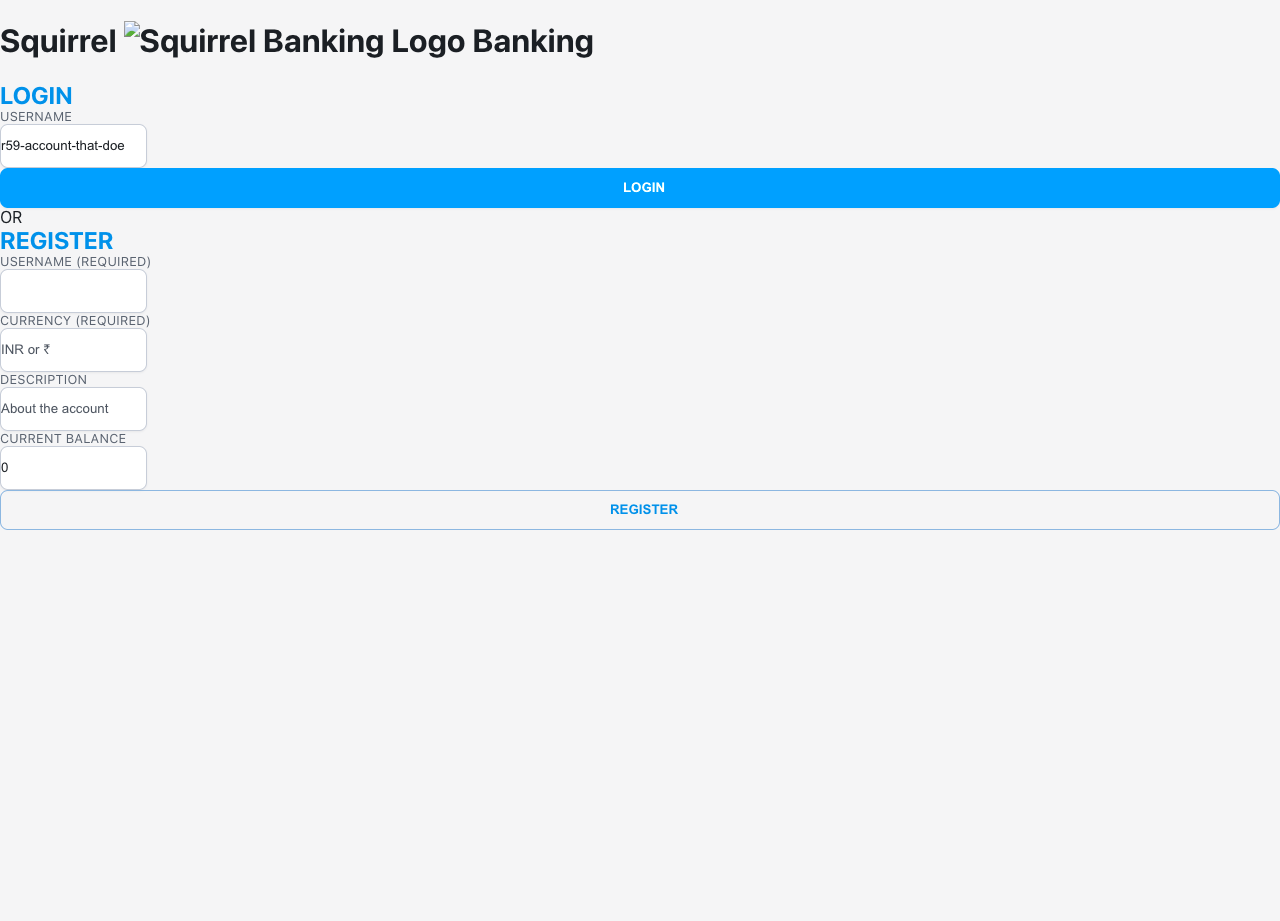 Squirrel Squirrel Banking Logo Banking
LOGIN
USERNAME
r59-account-that-doe
LOGIN
OR
REGISTER
USERNAME (REQUIRED)
CURRENCY (REQUIRED)
INR or ₹
DESCRIPTION
About the account
CURRENT BALANCE
0
REGISTER